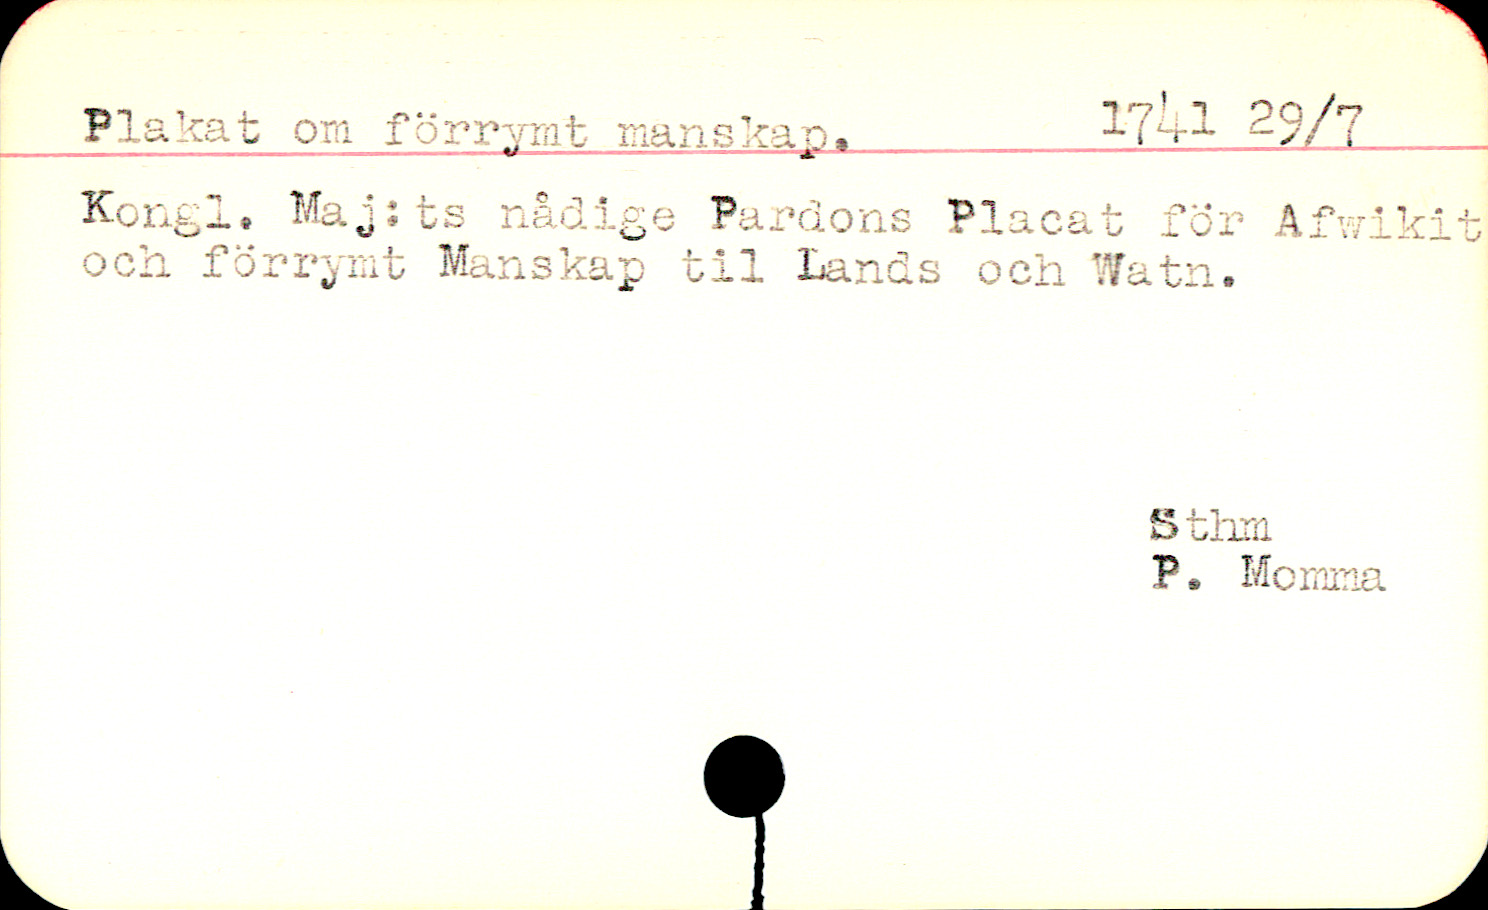 Plakat om förrymt manskap. 1741 29/7
Kongl. Maj:ts nådige Pardons Placat för Afwikit
och förrymt Manskap til Lands och Watn.
Sthm
P. Momma